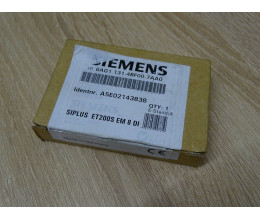 SIEMENS
6AG1 131-4BF00-7AA0
Identnr. A5E02143838
QTY: 1
SIPLUS ET200S EM 8 DI